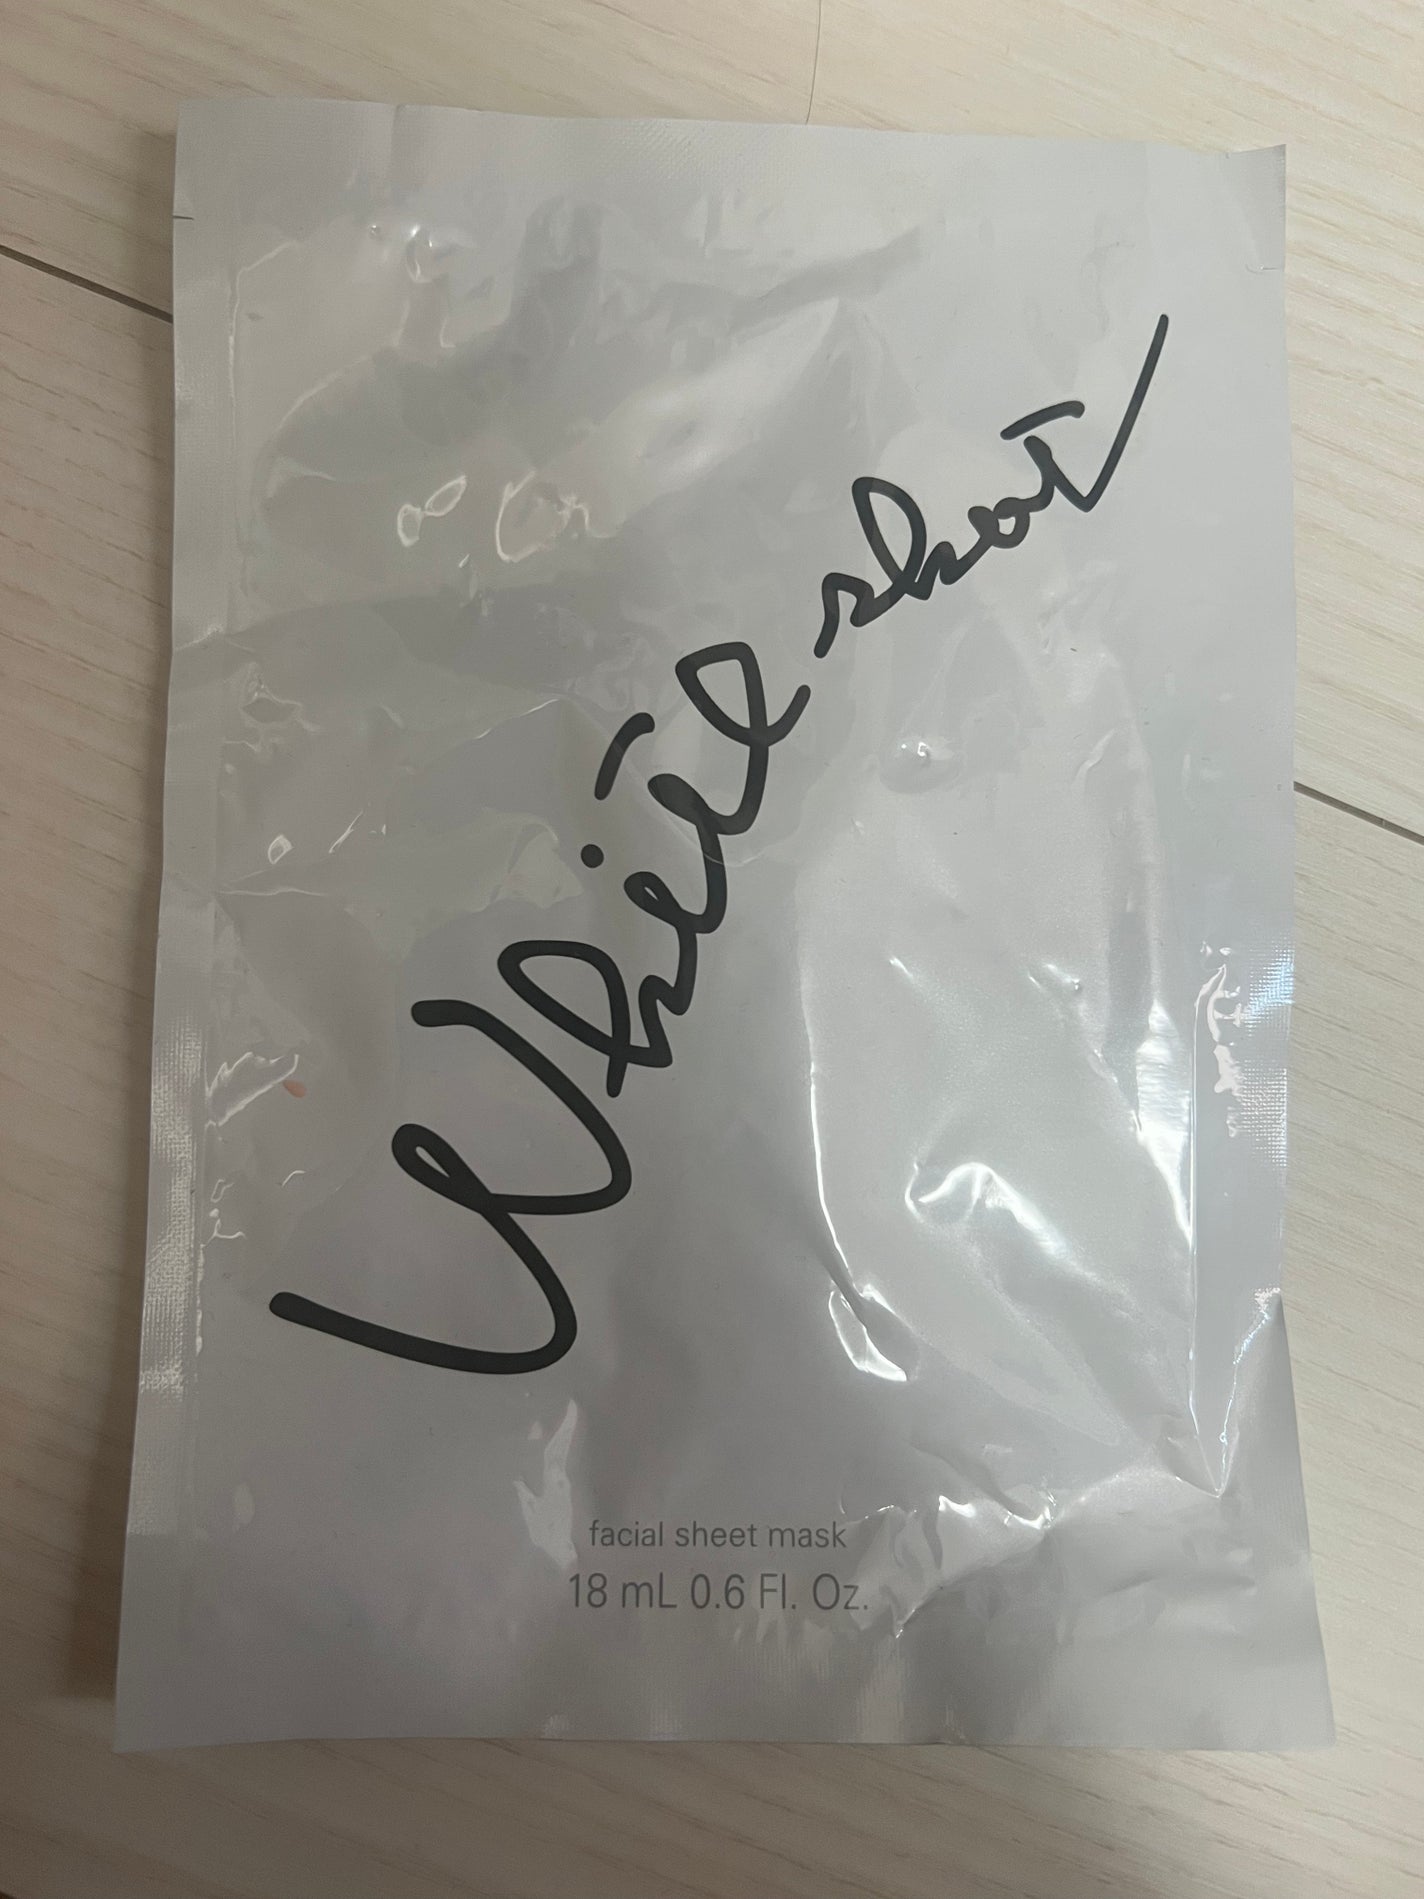 White shot
facial sheet mask
18 mL 0.6 Fl. Oz.